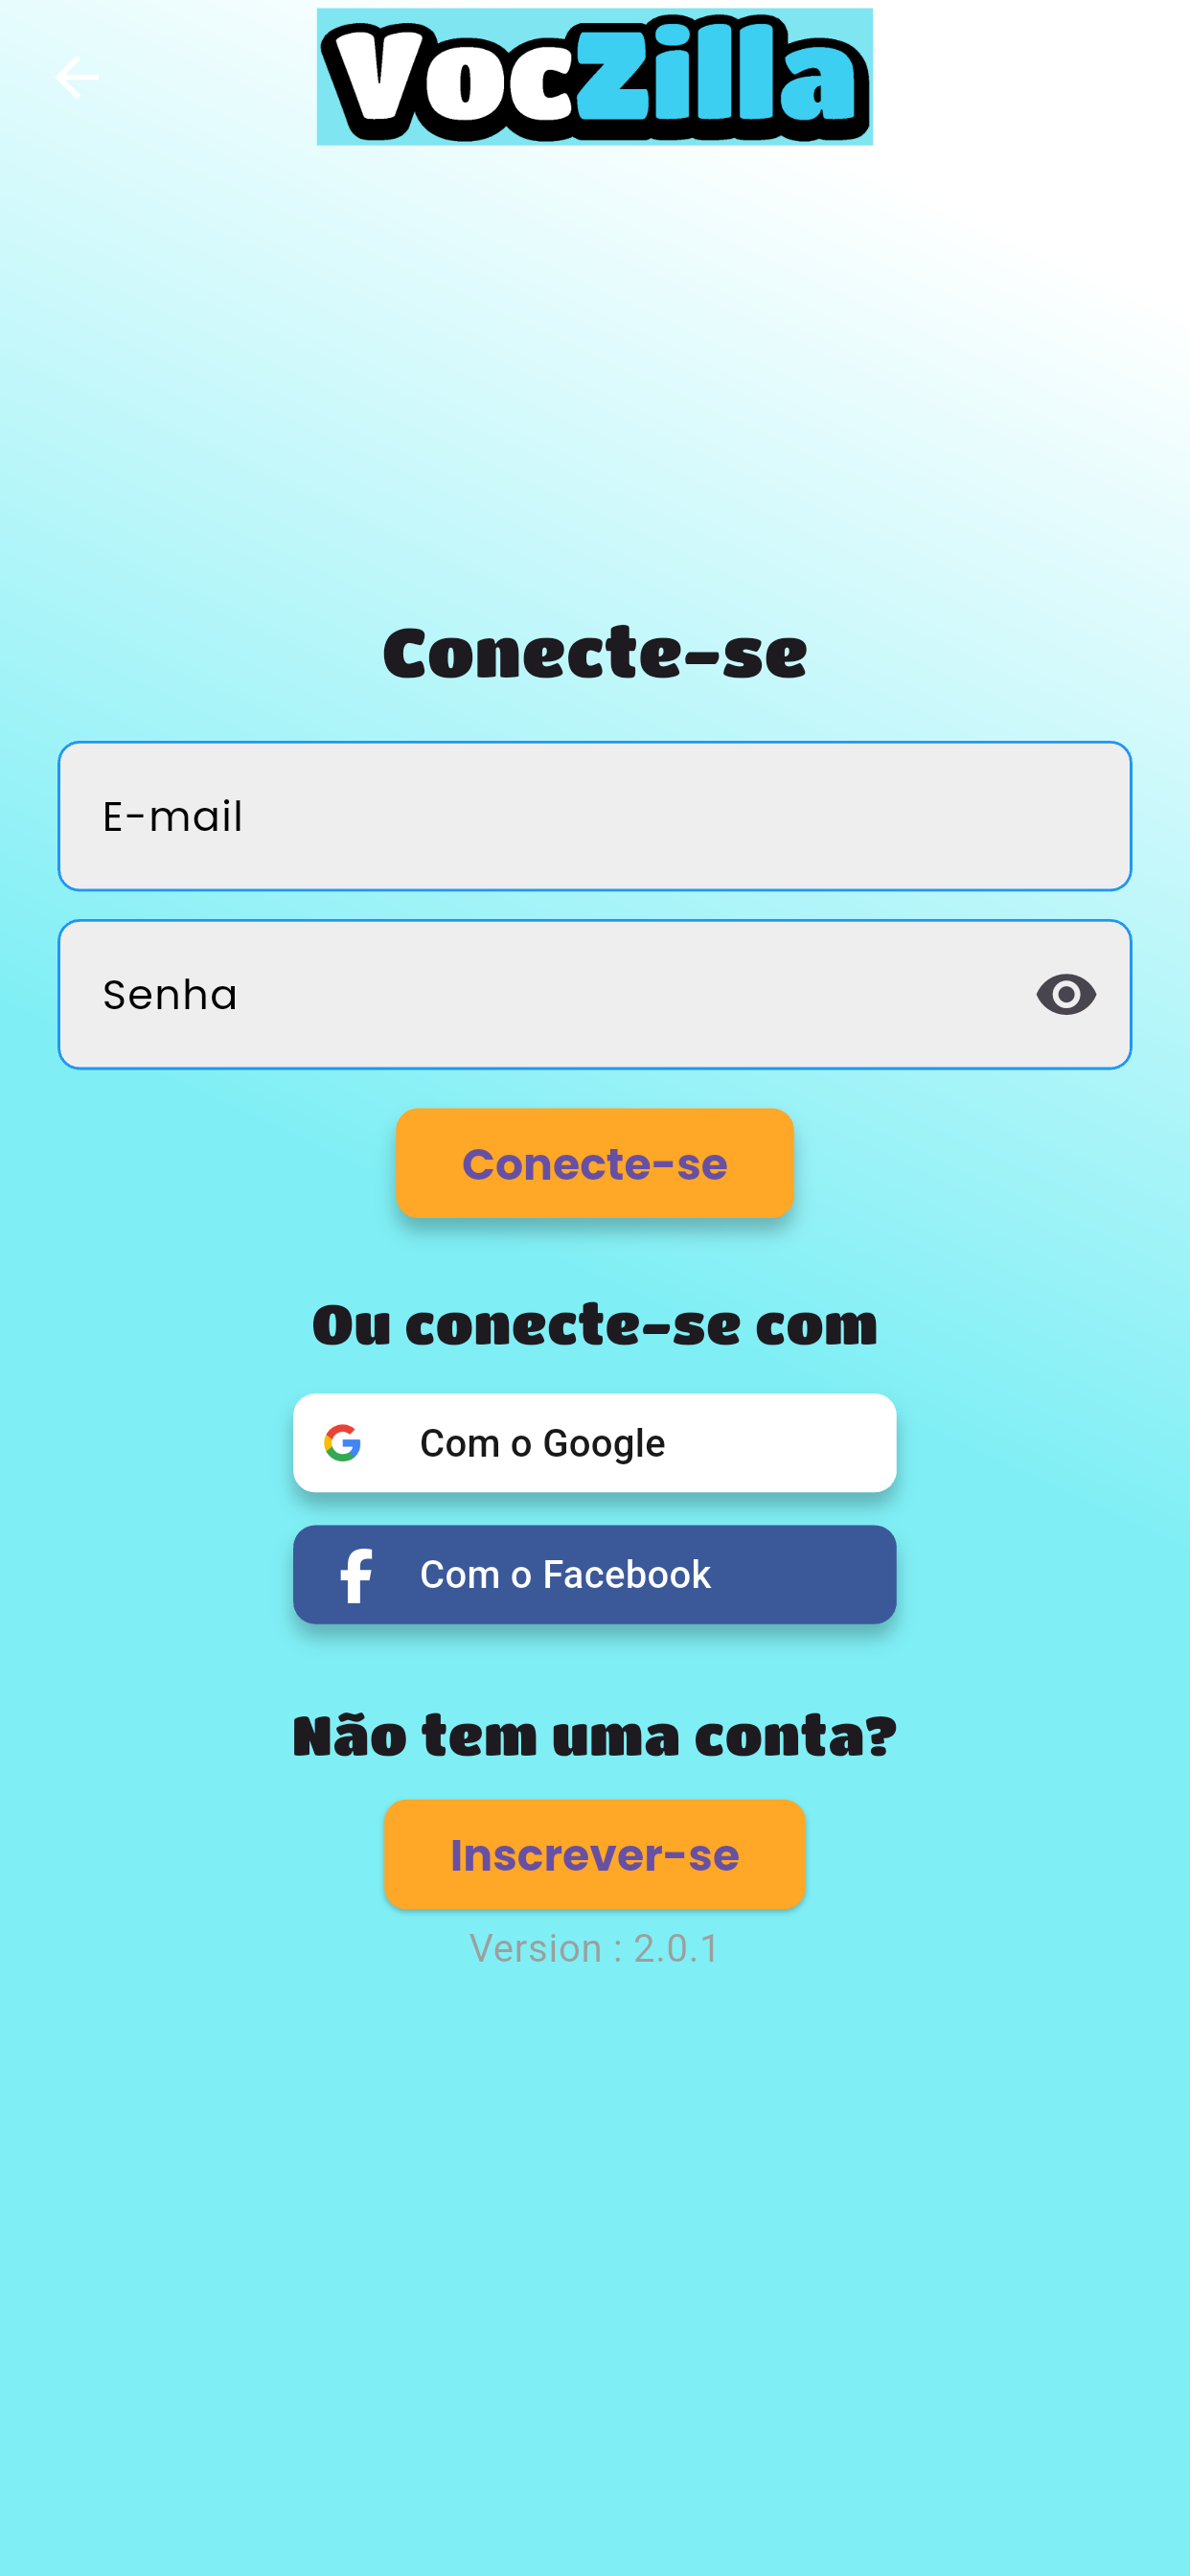 VocZilla
Conecte-se
E-mail
Senha
Conecte-se
Ou conecte-se com
Com o Google
Com o Facebook
Não tem uma conta?
Inscrever-se
Version : 2.0.1